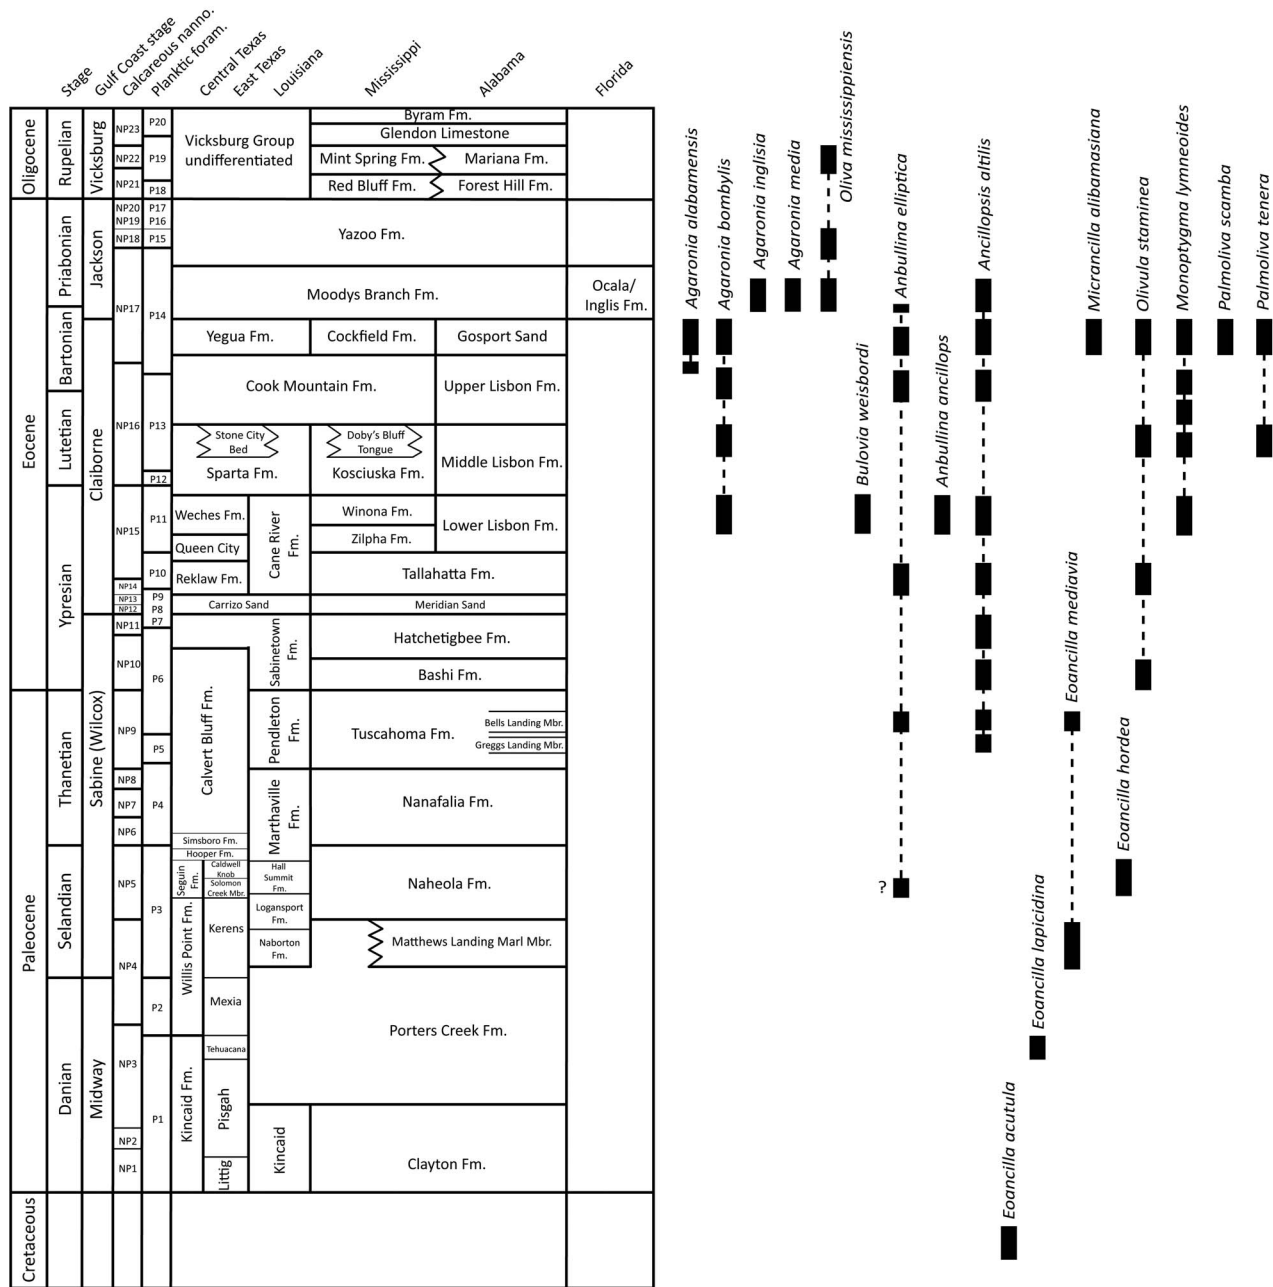 Stage
Gulf Coast stage
Calcareous nanno.
Planktic foram.
Central Texas
East Texas
Louisiana
Mississippi
Alabama
Florida
Oligocene
Eocene
Paleocene
Cretaceous
Rupelian
Priabonian
Bartonian
Lutetian
Ypresian
Thanetian
Selandian
Danian
Vicksburg
Jackson
Claiborne
Sabine (Wilcox)
Midway
NP23
NP22
NP21
NP20
NP19
NP18
NP17
NP16
NP15
NP14
NP13
NP12
NP11
NP10
NP9
NP8
NP7
NP6
NP5
NP4
NP3
NP2
NP1
P20
P19
P18
P17
P16
P15
P14
P13
P12
P11
P10
P9
P8
P7
P6
P5
P4
P3
P2
P1
Vicksburg Group
undifferentiated
Byram Fm.
Glendon Limestone
Mint Spring Fm.
Mariana Fm.
Red Bluff Fm.
Forest Hill Fm.
Yazoo Fm.
Moodys Branch Fm.
Ocala/
Inglis Fm.
Yegua Fm.
Cockfield Fm.
Gosport Sand
Cook Mountain Fm.
Upper Lisbon Fm.
Stone City
Bed
Sparta Fm.
Doby's Bluff
Tongue
Kosciuska Fm.
Middle Lisbon Fm.
Weches Fm.
Queen City
Reklaw Fm.
Cane River
Fm.
Winona Fm.
Zilpha Fm.
Lower Lisbon Fm.
Tallahatta Fm.
Carrizo Sand
Meridian Sand
Sabinetown
Fm.
Hatchetigbee Fm.
Bashi Fm.
Calvert Bluff Fm.
Pendleton
Fm.
Tuscahoma Fm.
Bells Landing Mbr.
Greggs Landing Mbr.
Marthaville
Fm.
Nanafalia Fm.
Simsboro Fm.
Hooper Fm.
Seguin
Fm.
Caldwell
Knob
Solomon
Creek Mbr.
Hall
Summit
Fm.
Naheola Fm.
Willis Point Fm.
Kerens
Logansport
Fm.
Naborton
Fm.
Matthews Landing Marl Mbr.
Mexia
Porters Creek Fm.
Kincaid Fm.
Tehuacana
Pisgah
Littig
Kincaid
Clayton Fm.
Agaronia alabamensis
Agaronia bombylis
Agaronia inglisia
Agaronia media
Oliva mississippiensis
Bulovia weisbordi
Anbullina elliptica
?
Anbullina ancillops
Ancillopsis altilis
Eoancilla acutula
Eoancilla lapicidina
Eoancilla mediavia
Micrancilla alibamasiana
Eoancilla hordea
Olivula staminea
Monoptygma lymneoides
Palmoliva scamba
Palmoliva tenera